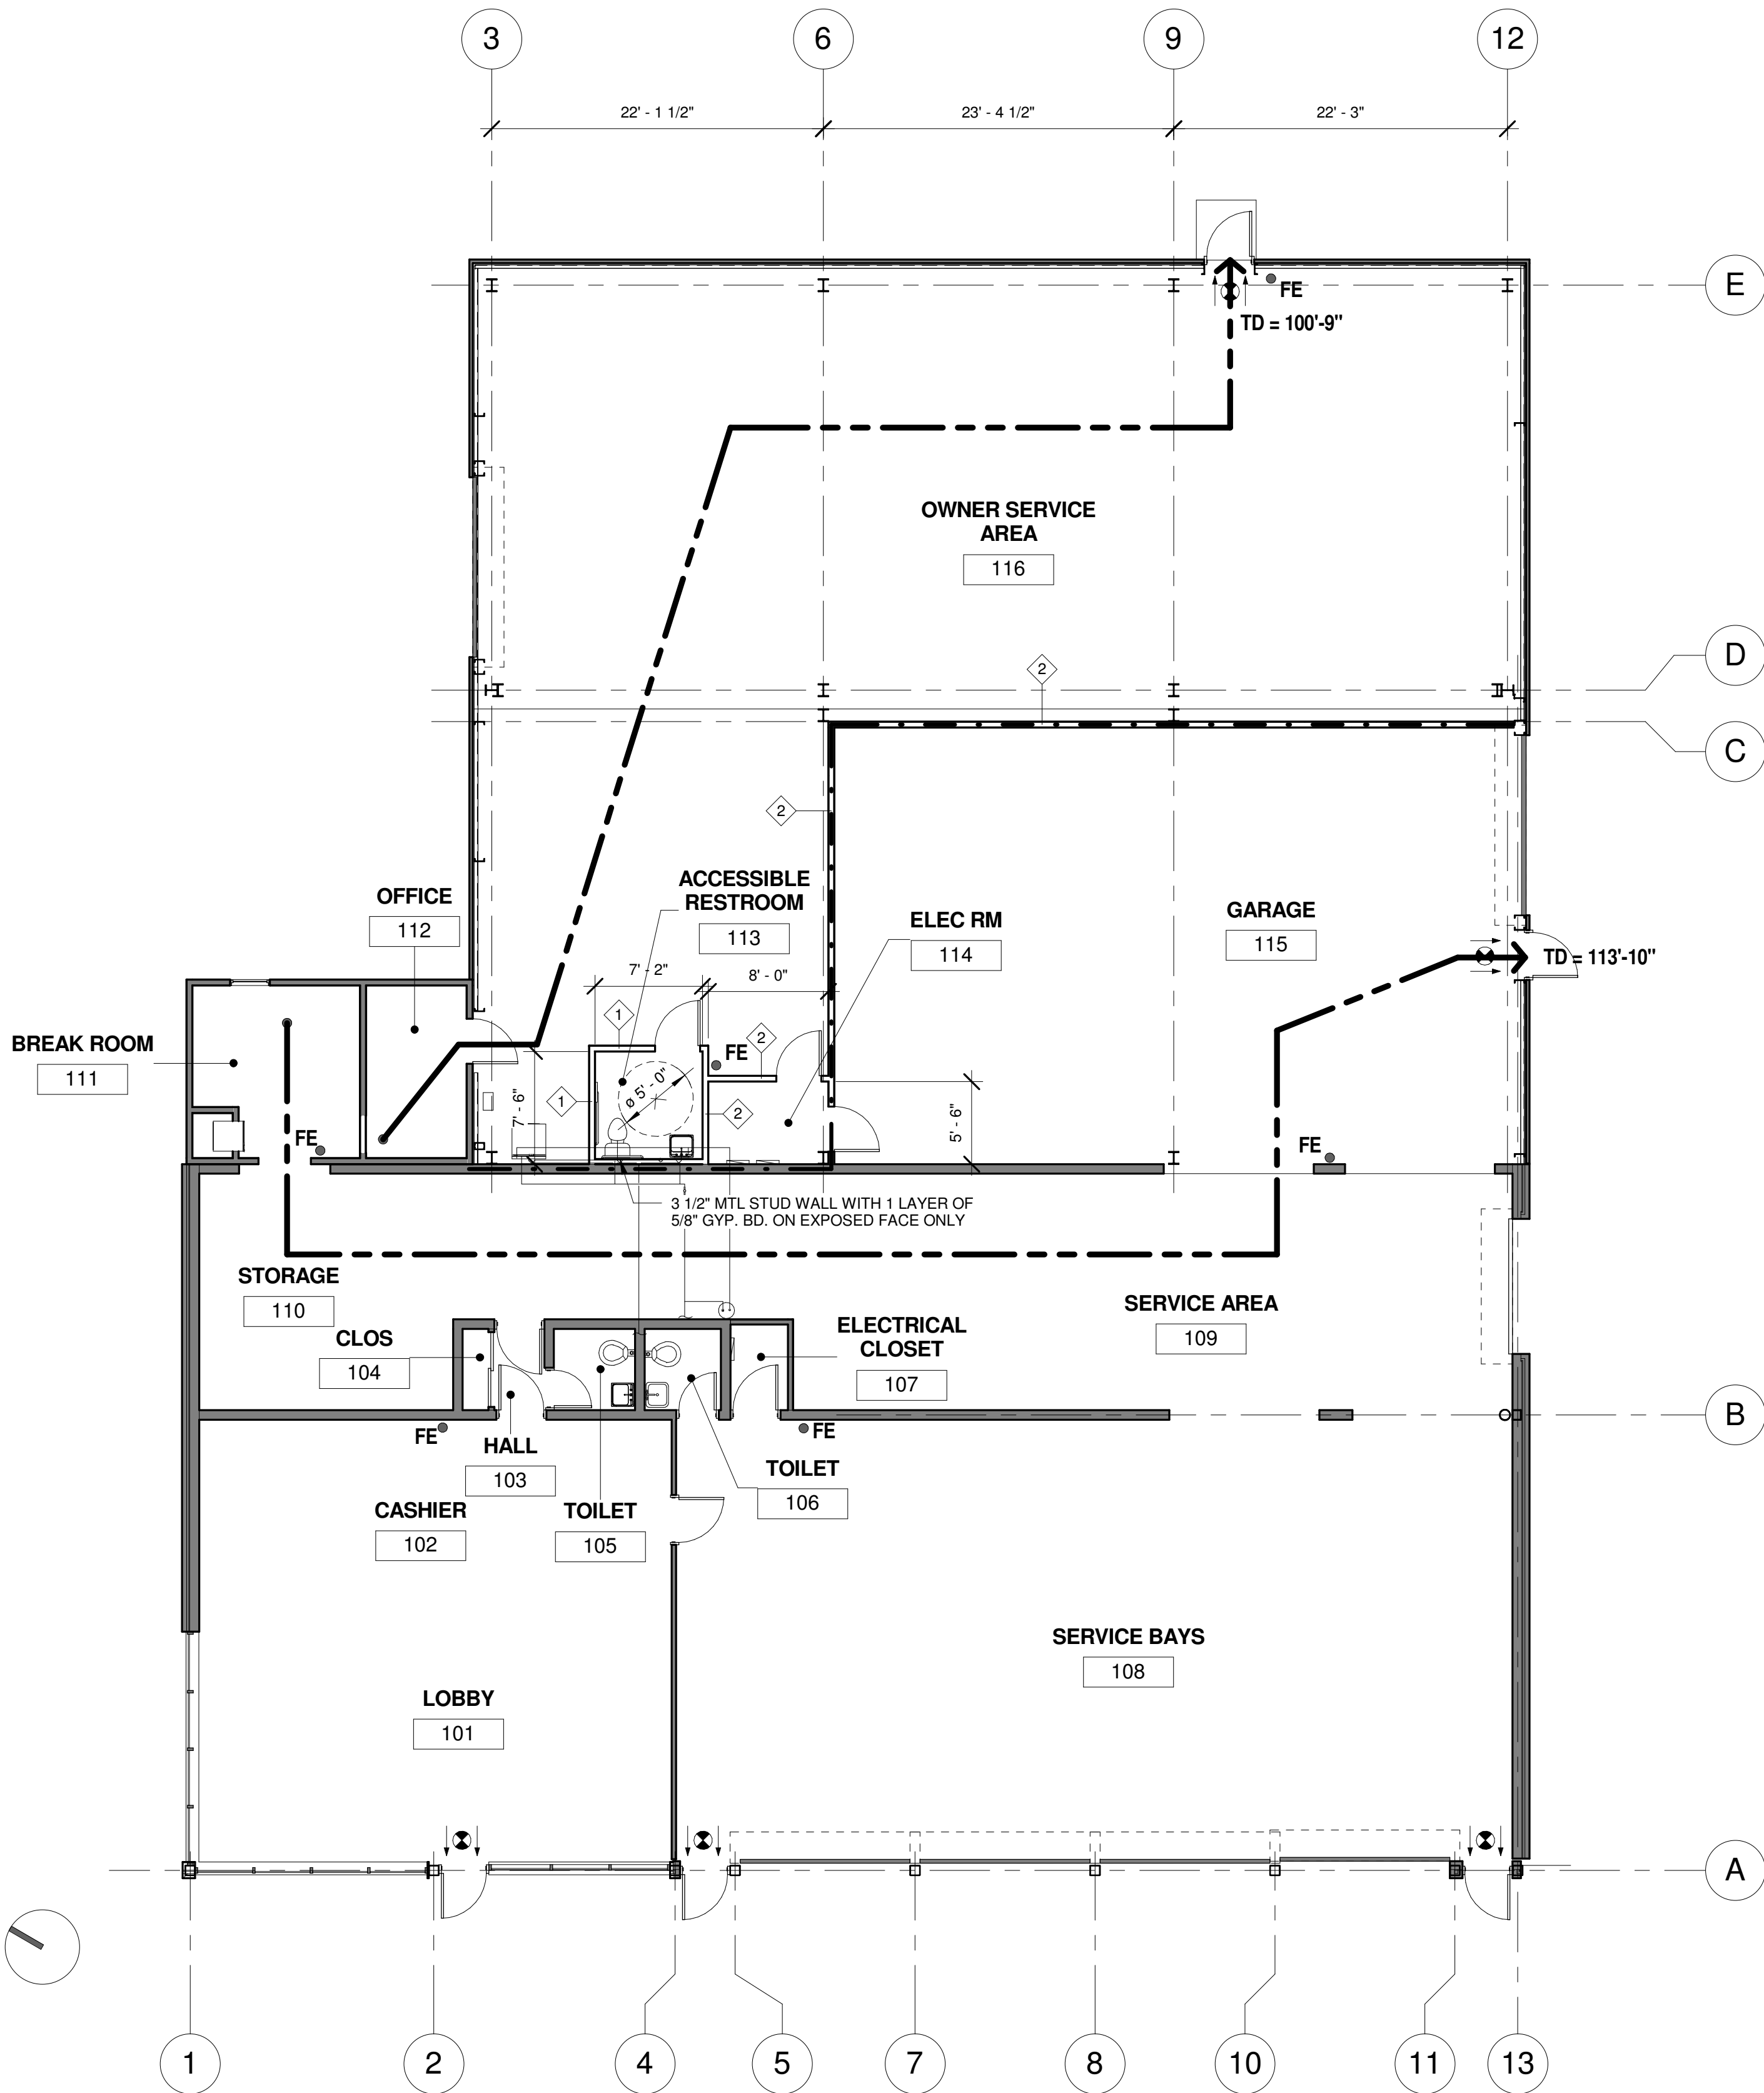 3
6
9
12
22' - 1 1/2"
23' - 4 1/2"
22' - 3"
E
FE
TD = 100'-9"
OWNER SERVICE
AREA
116
D
2
C
2
ACCESSIBLE
RESTROOM
113
OFFICE
112
ELEC RM
114
GARAGE
115
TD = 113'-10"
7' - 2"
8' - 0"
1
2
BREAK ROOM
111
FE
ø 5' - 0"
1
2
7' - 6"
5' - 6"
FE
FE
3 1/2" MTL STUD WALL WITH 1 LAYER OF
5/8" GYP. BD. ON EXPOSED FACE ONLY
STORAGE
110
SERVICE AREA
109
CLOS
104
ELECTRICAL
CLOSET
107
B
FE
HALL
103
FE
TOILET
106
CASHIER
102
TOILET
105
SERVICE BAYS
108
LOBBY
101
A
1
2
4
5
7
8
10
11
13